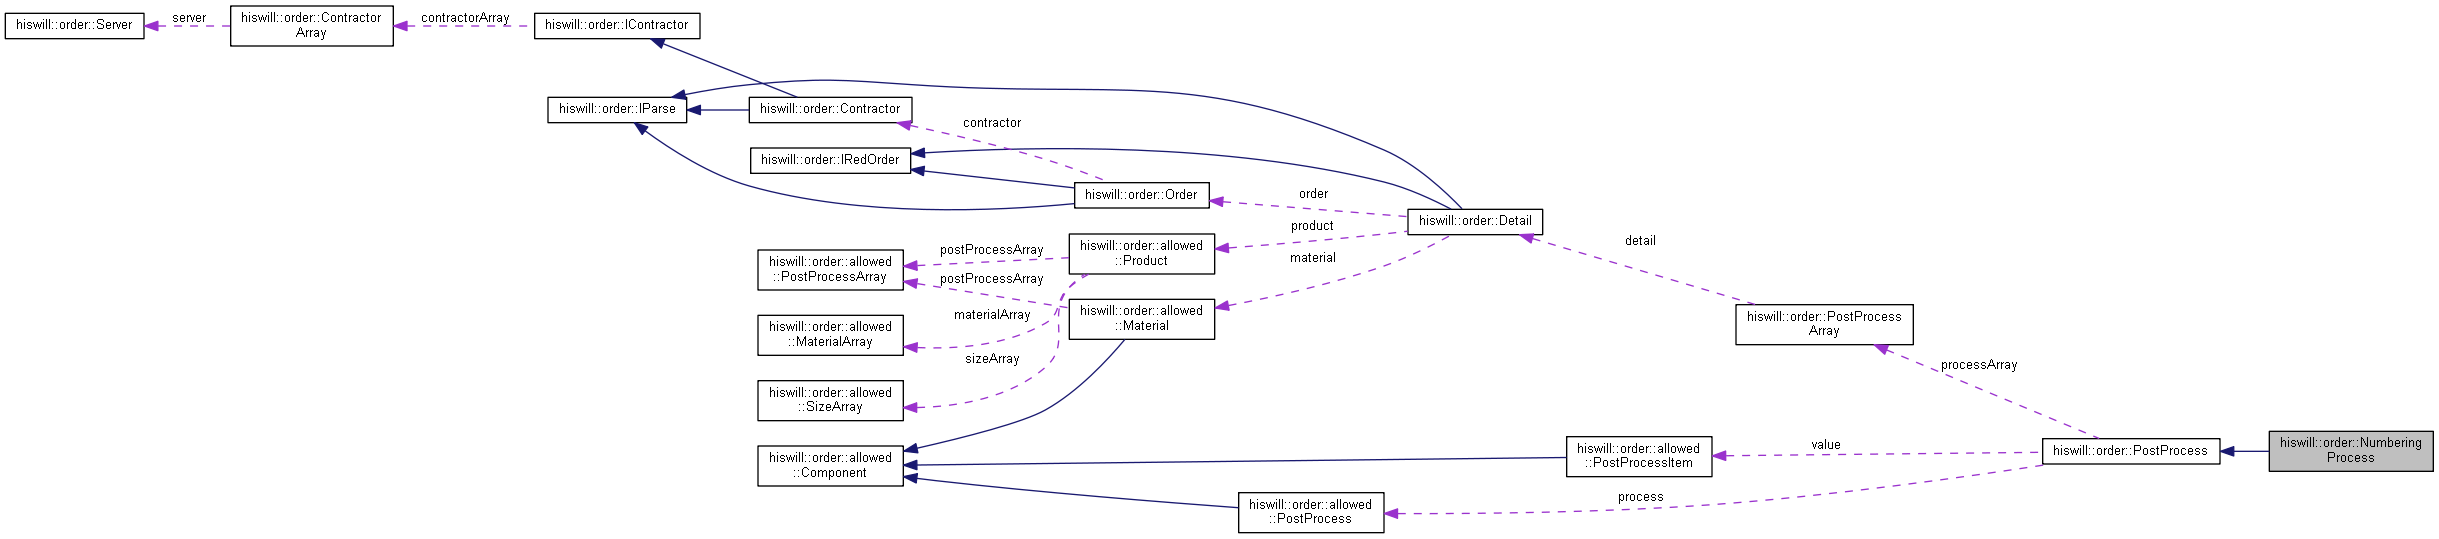 hiswill::order::Server
server
hiswill::order::Contractor
Array
contractorArray
hiswill::order::IContractor
hiswill::order::IParse
hiswill::order::Contractor
contractor
hiswill::order::IRedOrder
hiswill::order::Order
order
hiswill::order::Detail
product
material
hiswill::order::allowed
::Product
postProcessArray
hiswill::order::allowed
::PostProcessArray
postProcessArray
hiswill::order::allowed
::Material
materialArray
hiswill::order::allowed
::MaterialArray
sizeArray
hiswill::order::allowed
::SizeArray
hiswill::order::allowed
::Component
detail
hiswill::order::PostProcess
Array
processArray
hiswill::order::allowed
::PostProcessItem
value
hiswill::order::PostProcess
hiswill::order::Numbering
Process
hiswill::order::allowed
::PostProcess
process